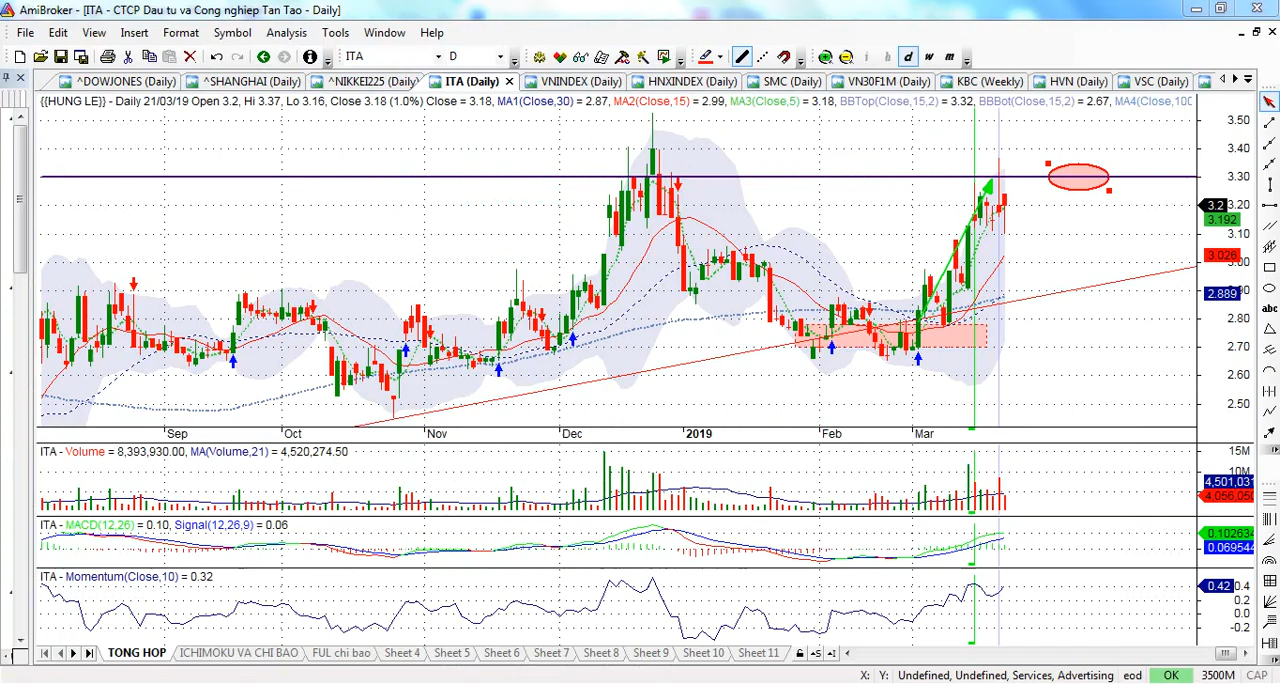 AmiBroker - [ITA - CTCP Dau tu va Cong nghiep Tan Tao - Daily]
File Edit View Insert Format Symbol Analysis Tools Window Help
ITA D d w m
^DOWJONES (Daily) ^SHANGHAI (Daily) ^NIKKEI225 (Daily) ITA (Daily) VNINDEX (Daily) HNXINDEX (Daily) SMC (Daily) VN30F1M (Daily) KBC (Weekly) HVN (Daily) VSC (Daily)
{{HUNG LE}} - Daily 21/03/19 Open 3.2, Hi 3.37, Lo 3.16, Close 3.18 (1.0%) Close = 3.18, MA1(Close,30) = 2.87, MA2(Close,15) = 2.99, MA3(Close,5) = 3.18, BBTop(Close,15,2) = 3.32, BBBot(Close,15,2) = 2.67, MA4(Close,100
3.50
3.40
3.30
3.2 3.20
3.192
3.10
3.026
3.00
2.889
2.80
2.70
2.60
2.50
Sep Oct Nov Dec 2019 Feb Mar
abc
ITA - Volume = 8,393,930.00, MA(Volume,21) = 4,520,274.50
15M
10M
4,501,031
4,056,050
ITA - MACD(12,26) = 0.10, Signal(12,26,9) = 0.06
0.102634
0.069544
ITA - Momentum(Close,10) = 0.32
0.42 0.4
0.2
0.0
-0.2
TONG HOP ICHIMOKU VA CHI BAO FUL chi bao Sheet 4 Sheet 5 Sheet 6 Sheet 7 Sheet 8 Sheet 9 Sheet 10 Sheet 11
X: Y: Undefined, Undefined, Services, Advertising eod OK 3500M CAP